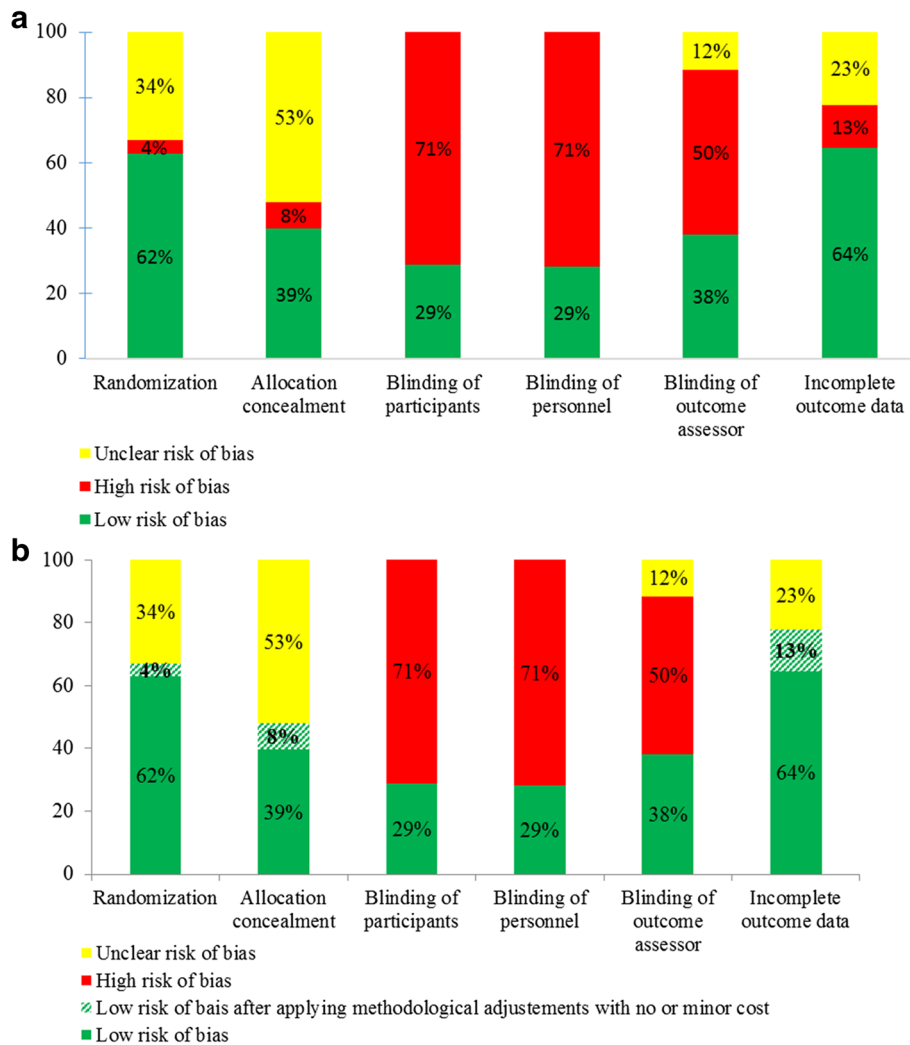 a
100
80
60
40
20
0
34%
4%
62%
53%
8%
39%
71%
29%
71%
29%
12%
50%
38%
23%
13%
64%
Randomization
Allocation
concealment
Blinding of
participants
Blinding of
personnel
Blinding of
outcome
assessor
Incomplete
outcome data
Unclear risk of bias
High risk of bias
Low risk of bias
b
100
80
60
40
20
0
34%
4%
62%
53%
8%
39%
71%
29%
71%
29%
12%
50%
38%
23%
13%
64%
Randomization
Allocation
concealment
Blinding of
participants
Blinding of
personnel
Blinding of
outcome
assessor
Incomplete
outcome data
Unclear risk of bias
High risk of bias
Low risk of bais after applying methodological adjustements with no or minor cost
Low risk of bias